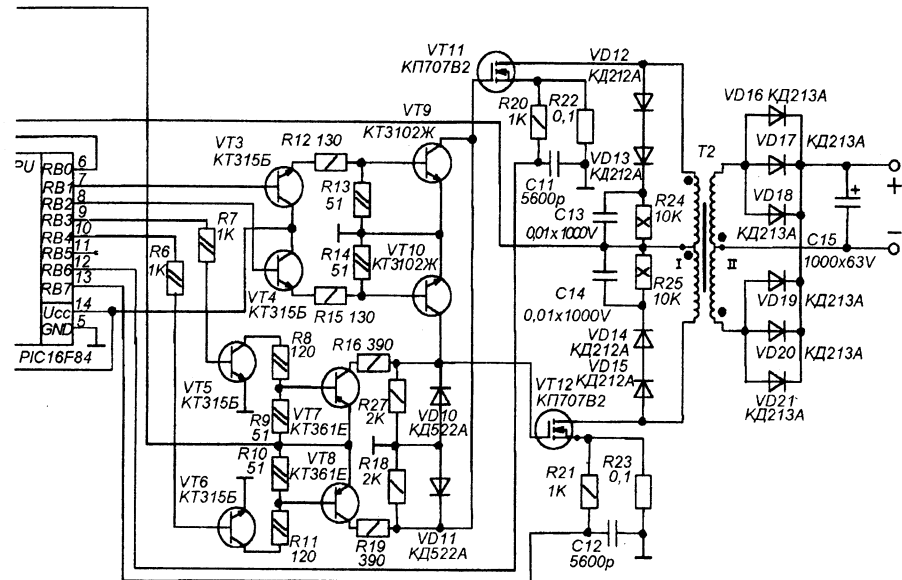 PU
RB0
RB1
RB2
RB3
RB4
RB5
RB6
RB7
Ucc
GND
6
7
8
9
10
11
12
13
14
5
PIC16F84
R6
1K
R7
1K
VT3
КТ315Б
R12 130
R13
51
R14
51
VT4
КТ315Б
R15 130
VT9
КТ3102Ж
VT10
КТ3102Ж
VT5
КТ315Б
R8
120
R9
51
R10
51
VT6
КТ315Б
R11
120
VT7
КТ361Е
VT8
КТ361Е
R16 390
R27
2K
R18
2K
R19
390
VD10
КД522А
VD11
КД522А
VT11
КП707В2
R20
1K
R22
0,1
C11
5600p
VD12
КД212А
VD13
КД212А
C13
0,01x1000V
R24
10K
R25
10K
C14
0,01x1000V
VD14
КД212А
VD15
КД212А
VT12
КП707В2
R21
1K
R23
0,1
C12
5600p
T2
I
II
VD16 КД213А
VD17
КД213А
VD18
КД213А
C15
1000x63V
+
+
−
VD19
КД213А
VD20
КД213А
VD21
КД213А